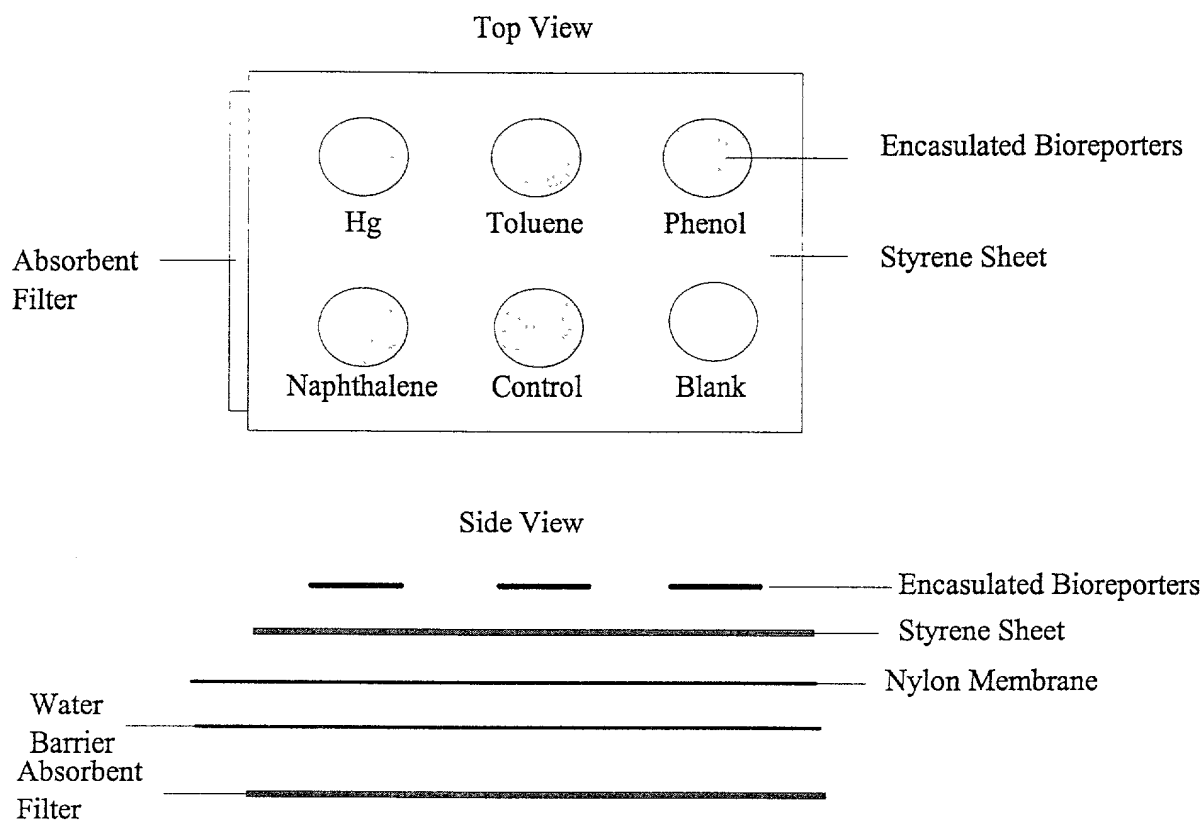 Top View
Encasulated Bioreporters
Hg
Toluene
Phenol
Absorbent
Filter
Styrene Sheet
Naphthalene
Control
Blank
Side View
Encasulated Bioreporters
Styrene Sheet
Nylon Membrane
Water
Barrier
Absorbent
Filter